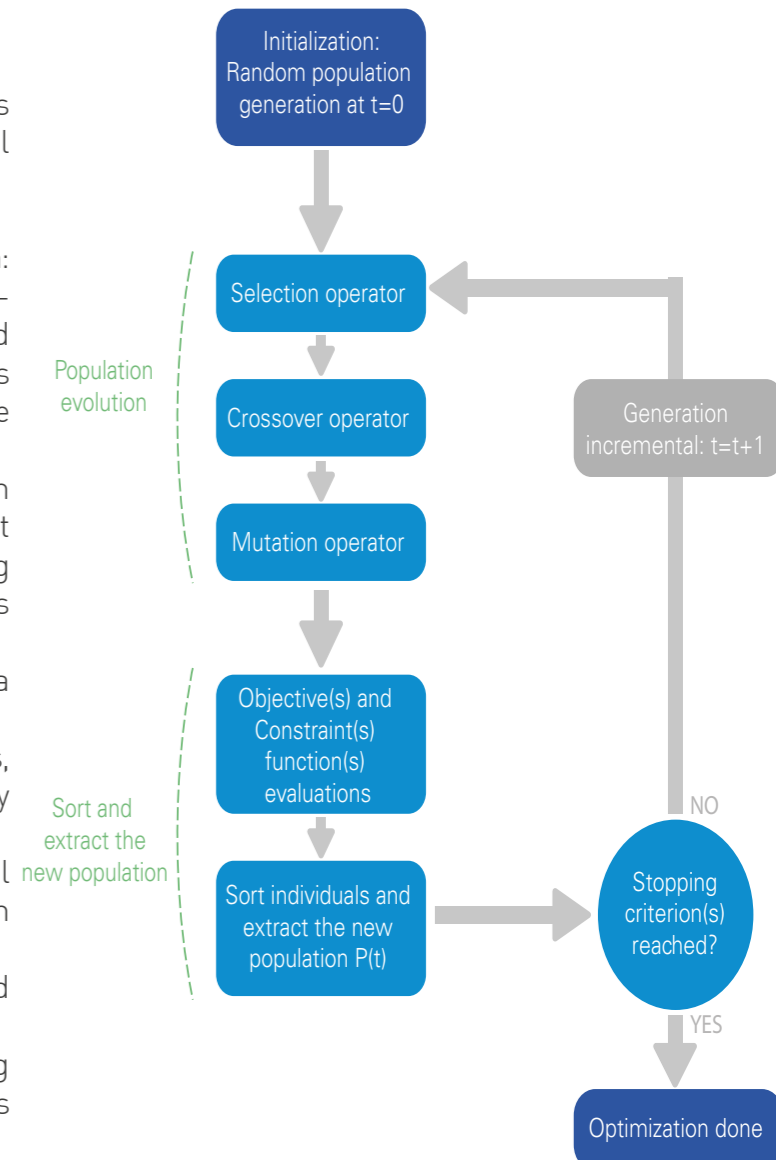 Initialization:
Random population
generation at t=0
s
l
:
–
d
s
e
n
t
g
s
a
s,
y
l
n
d
g
s
Population
evolution
Selection operator
Crossover operator
Mutation operator
Generation
incremental: t=t+1
Sort and
extract the
new population
Objective(s) and
Constraint(s)
function(s)
evaluations
Sort individuals and
extract the new
population P(t)
NO
Stopping
criterion(s)
reached?
YES
Optimization done